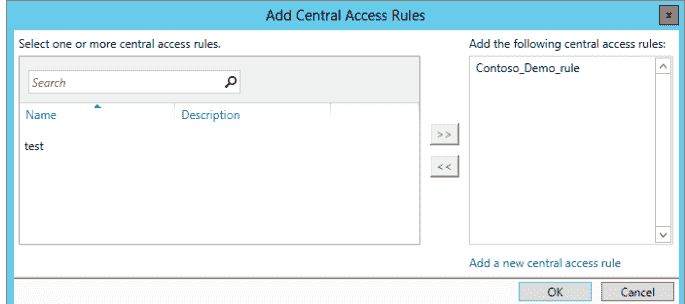 Add Central Access Rules
x
Select one or more central access rules.
Add the following central access rules:
Search
Contoso_Demo_rule
Name
Description
test
>>
<<
Add a new central access rule
OK
Cancel